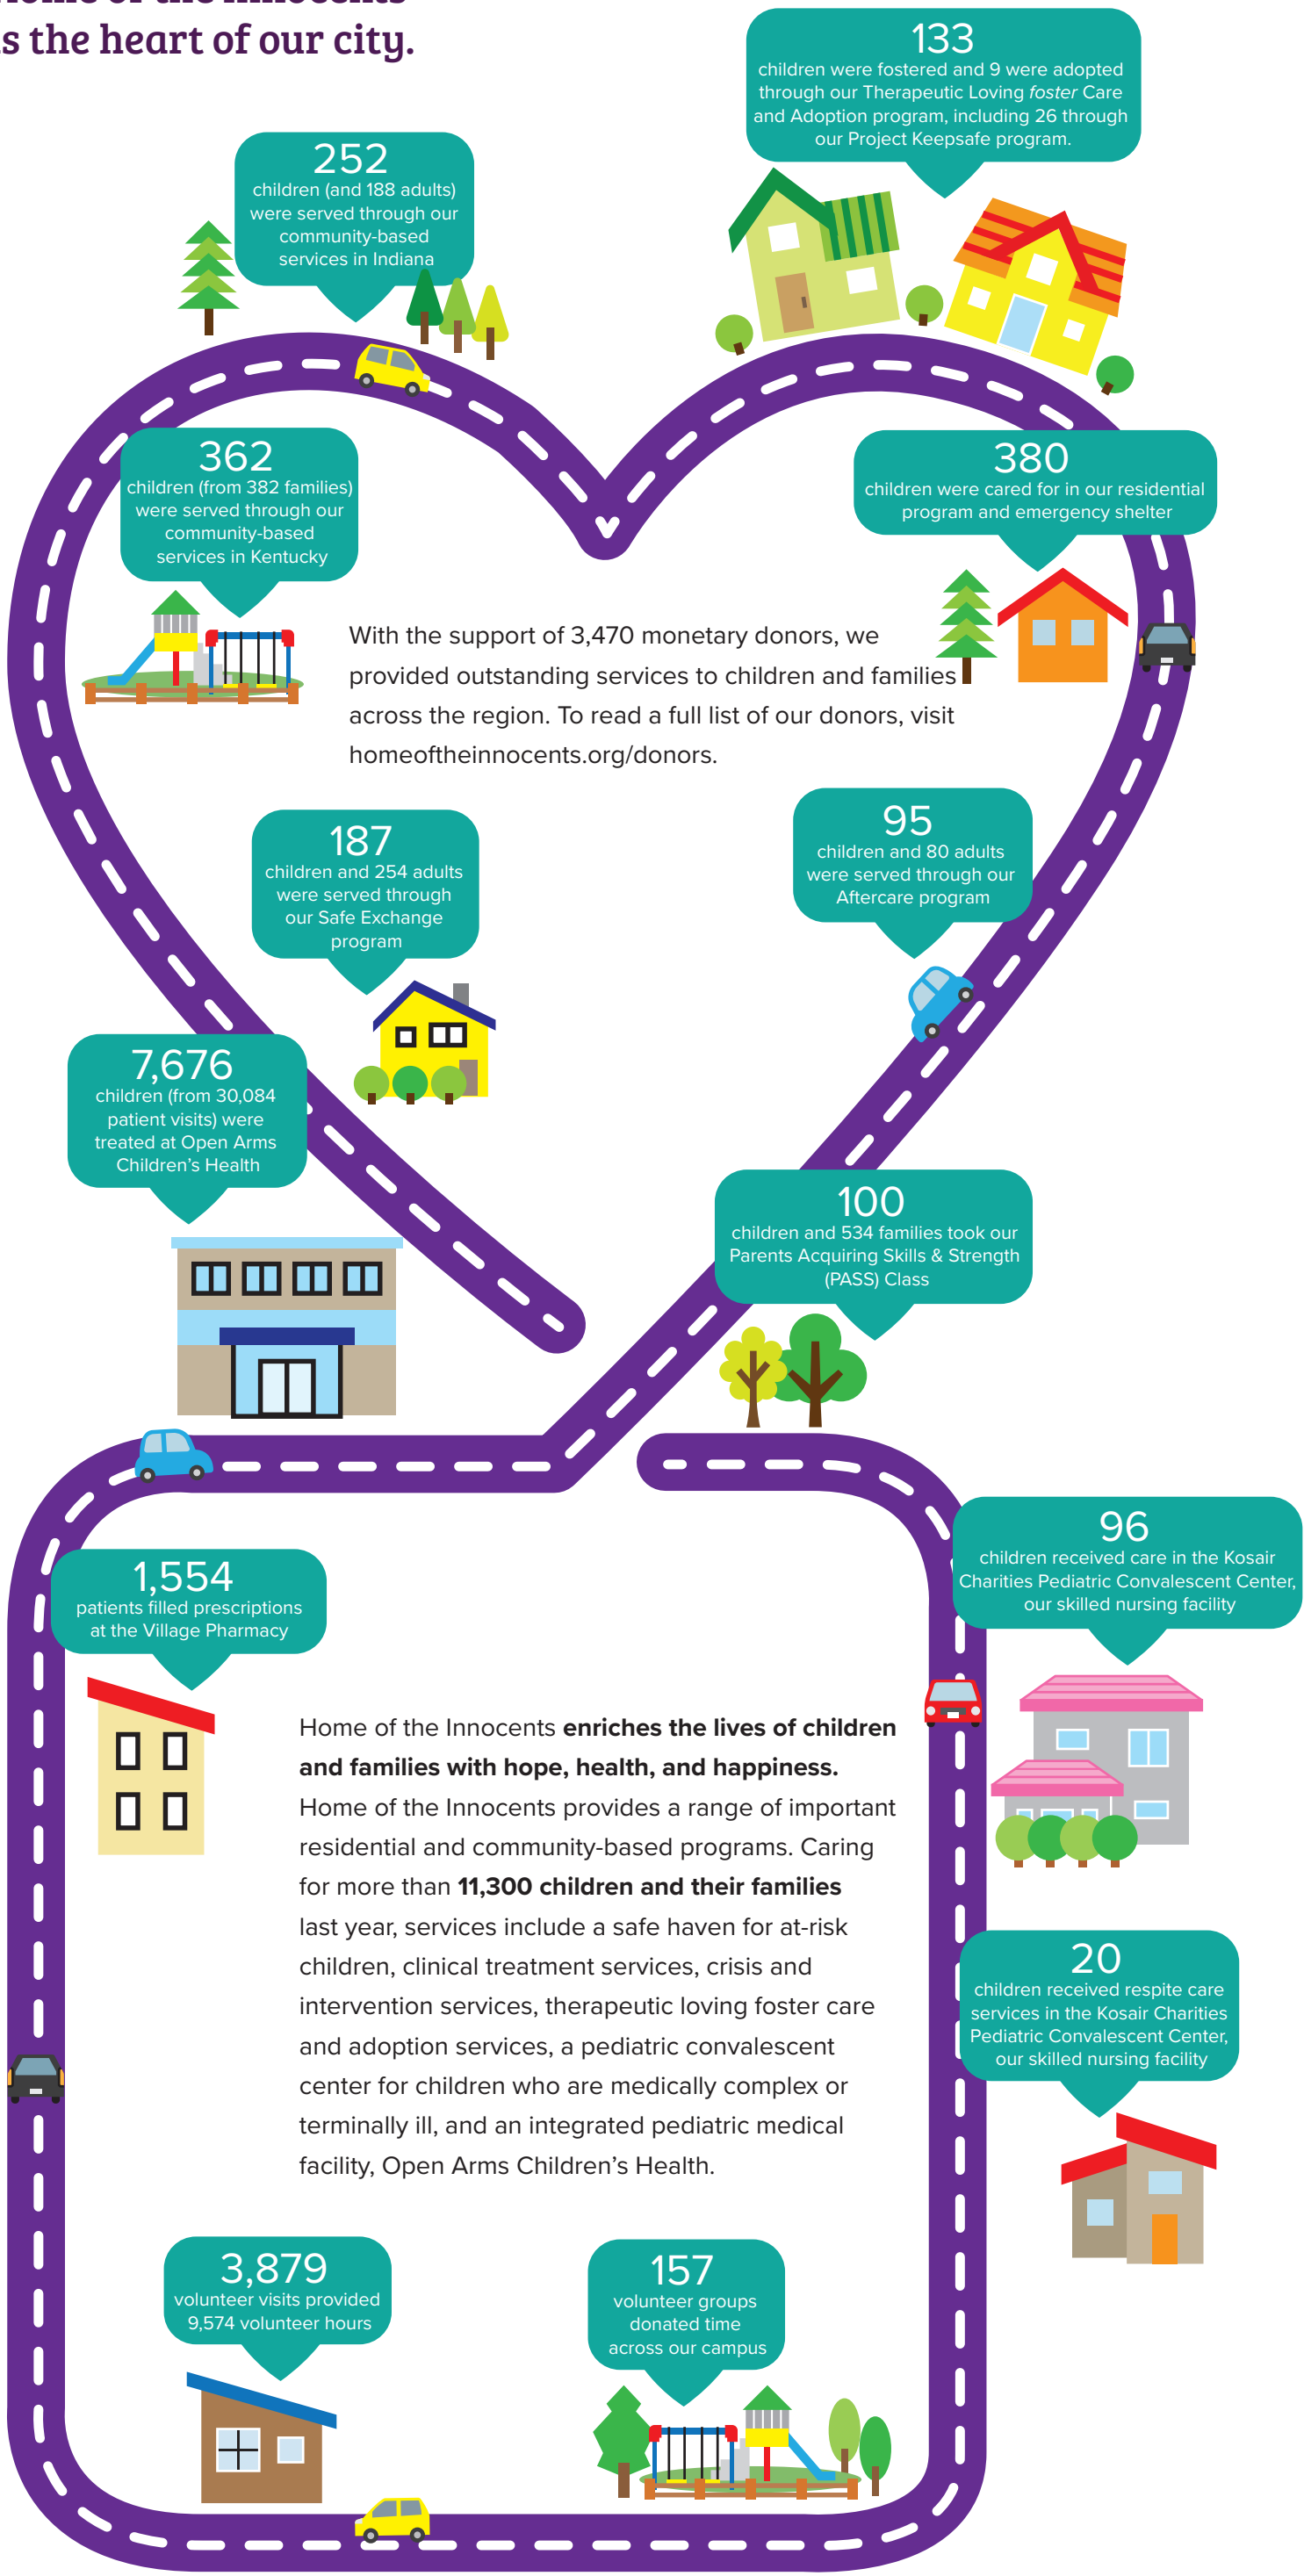 s the heart of our city.
133
children were fostered and 9 were adopted
through our Therapeutic Loving foster Care
and Adoption program, including 26 through
our Project Keepsafe program.
252
children (and 188 adults)
were served through our
community-based
services in Indiana
362
children (from 382 families)
were served through our
community-based
services in Kentucky
380
children were cared for in our residential
program and emergency shelter
With the support of 3,470 monetary donors, we
provided outstanding services to children and families
across the region. To read a full list of our donors, visit
homeoftheinnocents.org/donors.
187
children and 254 adults
were served through
our Safe Exchange
program
95
children and 80 adults
were served through our
Aftercare program
7,676
children (from 30,084
patient visits) were
treated at Open Arms
Children's Health
100
children and 534 families took our
Parents Acquiring Skills & Strength
(PASS) Class
96
children received care in the Kosair
Charities Pediatric Convalescent Center,
our skilled nursing facility
1,554
patients filled prescriptions
at the Village Pharmacy
Home of the Innocents enriches the lives of children
and families with hope, health, and happiness.
Home of the Innocents provides a range of important
residential and community-based programs. Caring
for more than 11,300 children and their families
last year, services include a safe haven for at-risk
children, clinical treatment services, crisis and
intervention services, therapeutic loving foster care
and adoption services, a pediatric convalescent
center for children who are medically complex or
terminally ill, and an integrated pediatric medical
facility, Open Arms Children's Health.
20
children received respite care
services in the Kosair Charities
Pediatric Convalescent Center,
our skilled nursing facility
3,879
volunteer visits provided
9,574 volunteer hours
157
volunteer groups
donated time
across our campus